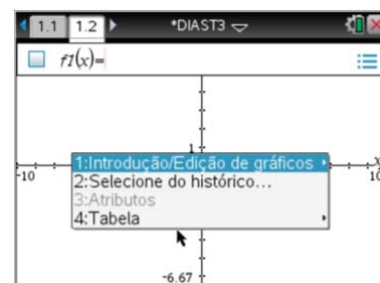 1.1 1.2 *DIAST3
f1(x)=
1
1:Introdução/Edição de gráficos
-10 10
2:Selecione do histórico...
3:Atributos
4:Tabela
-6.67